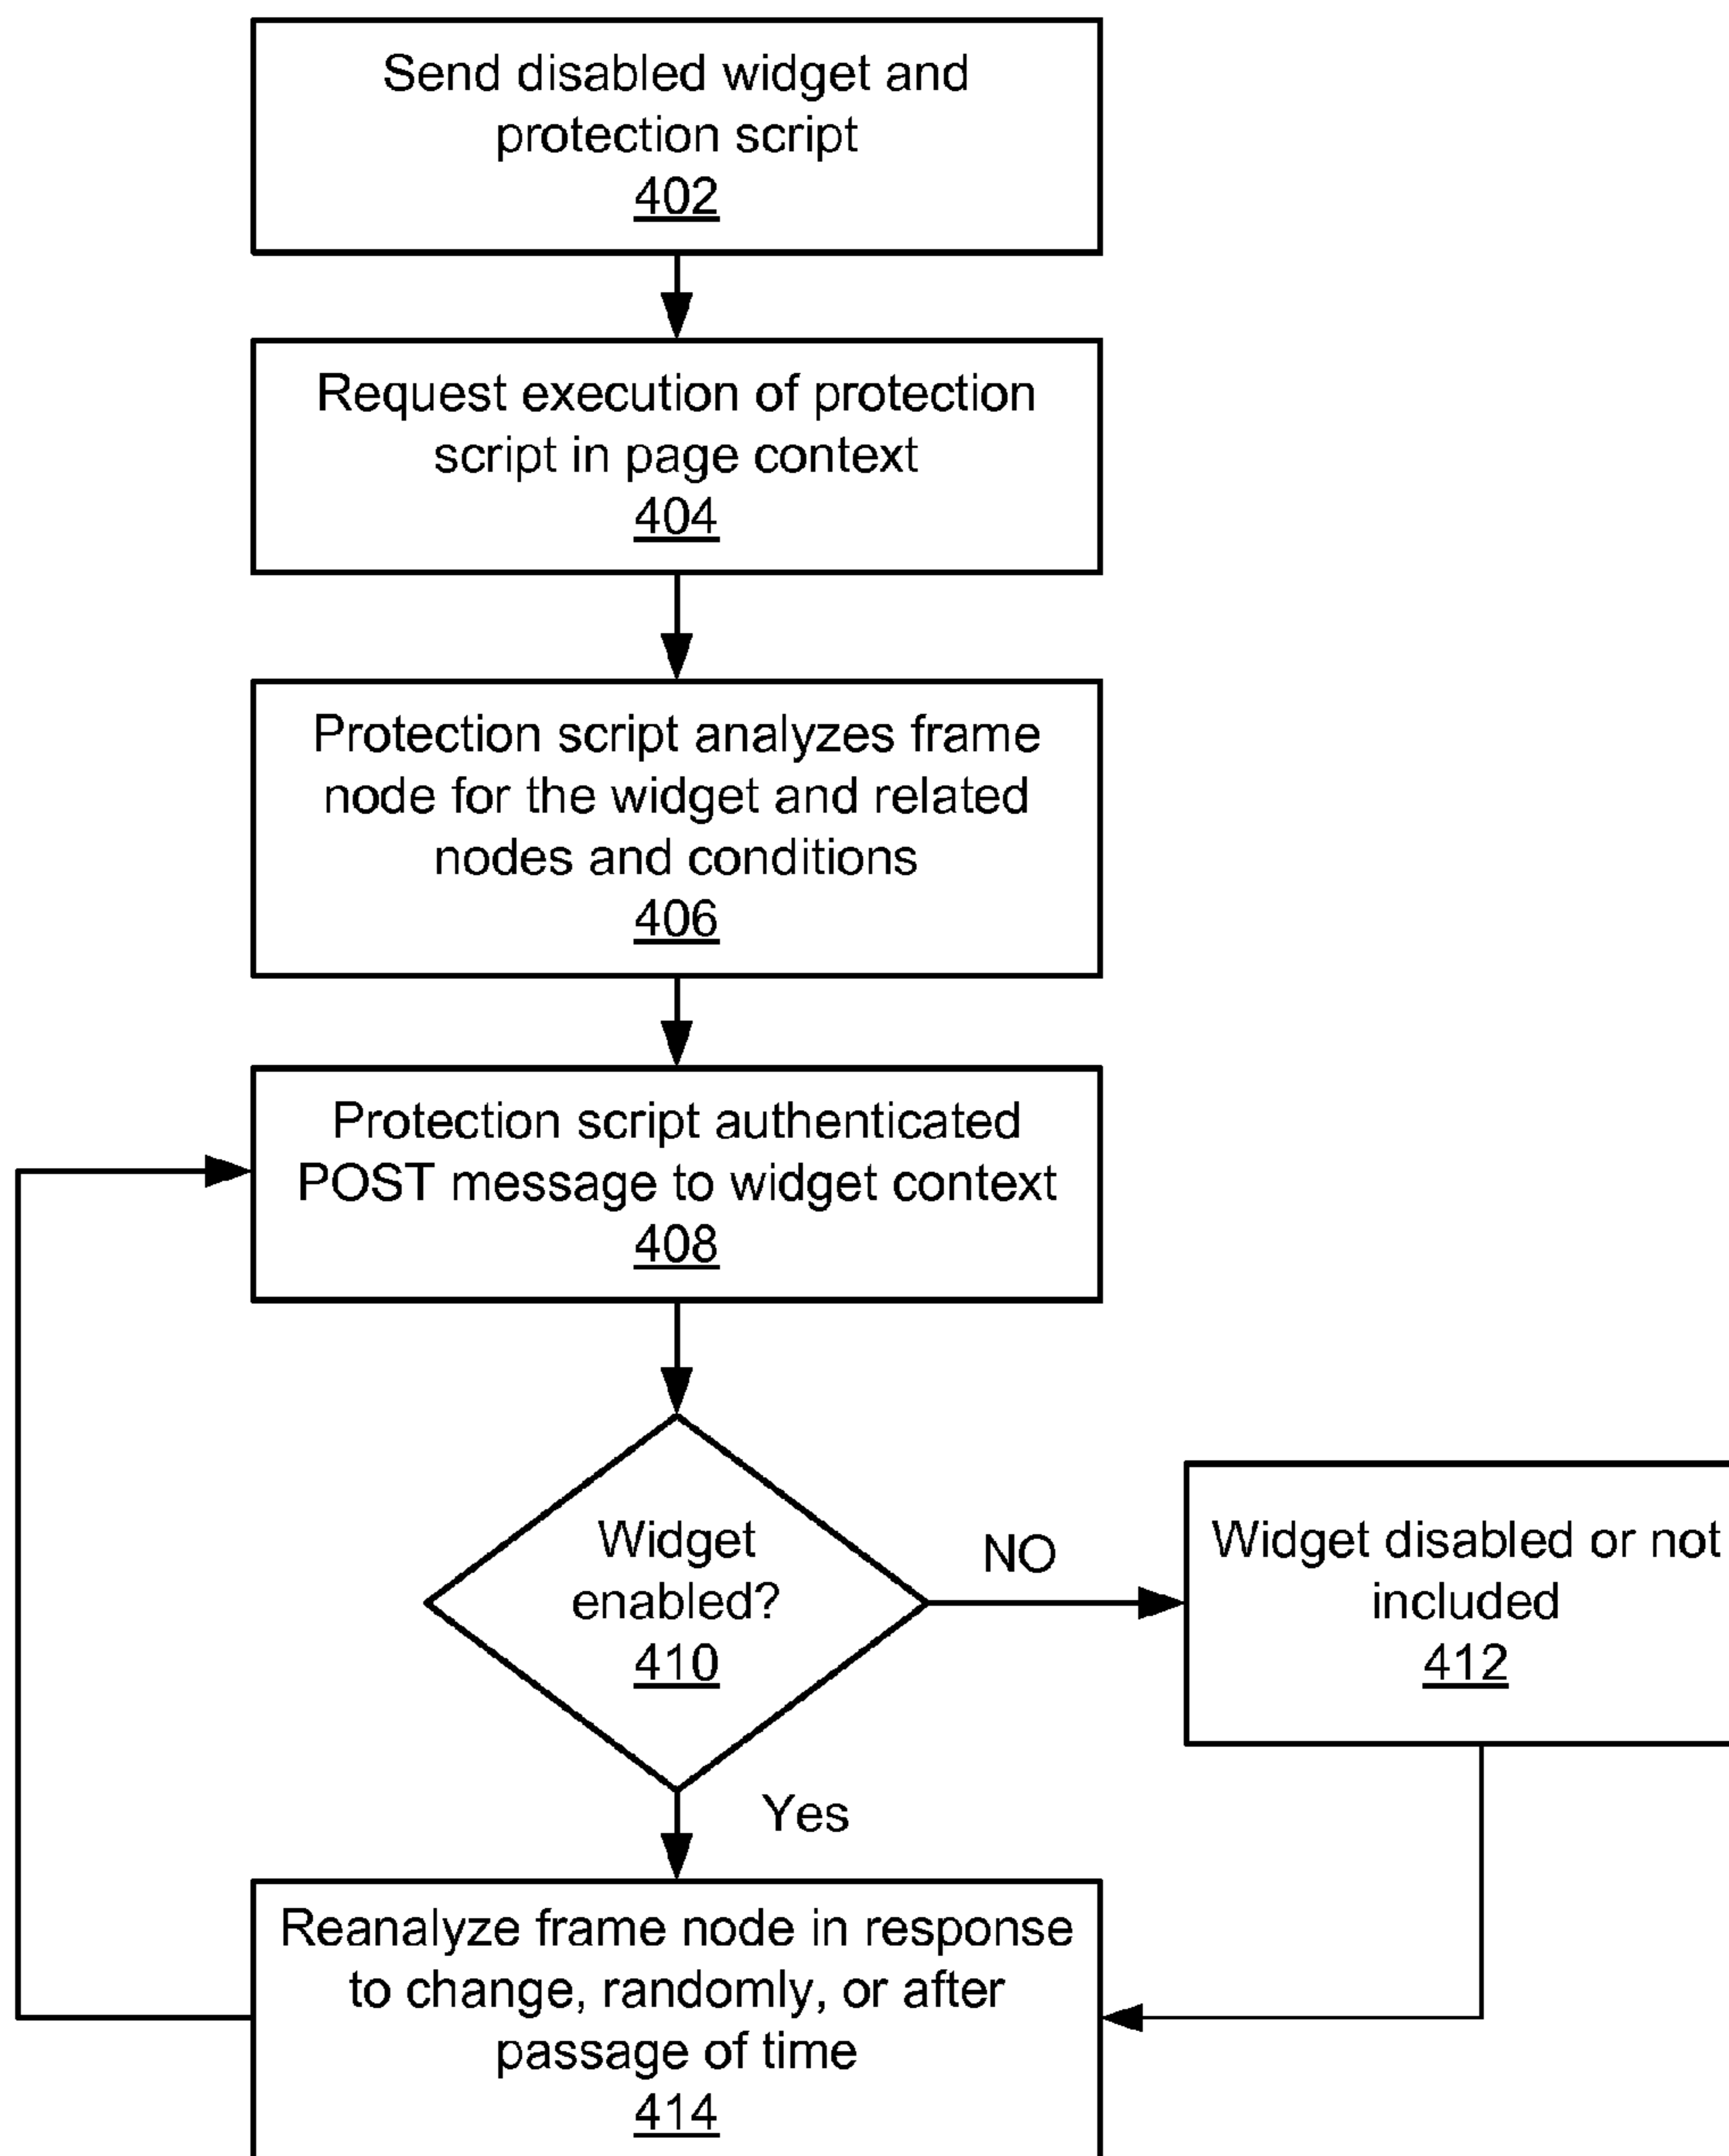 Send disabled widget and
protection script
402
Request execution of protection
script in page context
404
Protection script analyzes frame
node for the widget and related
nodes and conditions
406
Protection script authenticated
POST message to widget context
408
Widget
enabled?
410
NO
Widget disabled or not
included
412
Yes
Reanalyze frame node in response
to change, randomly, or after
passage of time
414